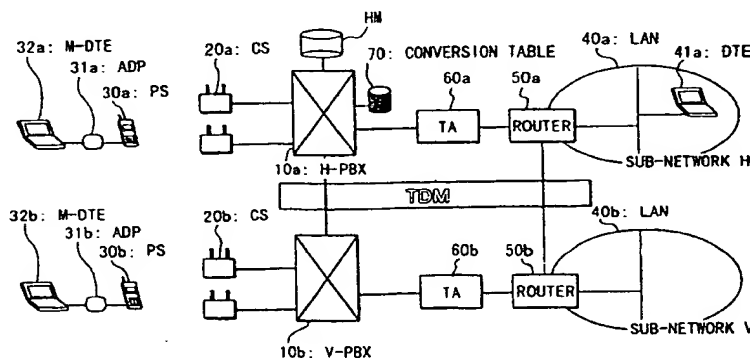 HM
32a: M-DTE
31a: ADP
30a: PS
20a: CS
70: CONVERSION TABLE
60a
50a
40a: LAN
41a: DTE
TA
ROUTER
10a: H-PBX
SUB-NETWORK H
TDM
32b: M-DTE
31b: ADP
30b: PS
20b: CS
60b
50b
40b: LAN
TA
ROUTER
10b: V-PBX
SUB-NETWORK V